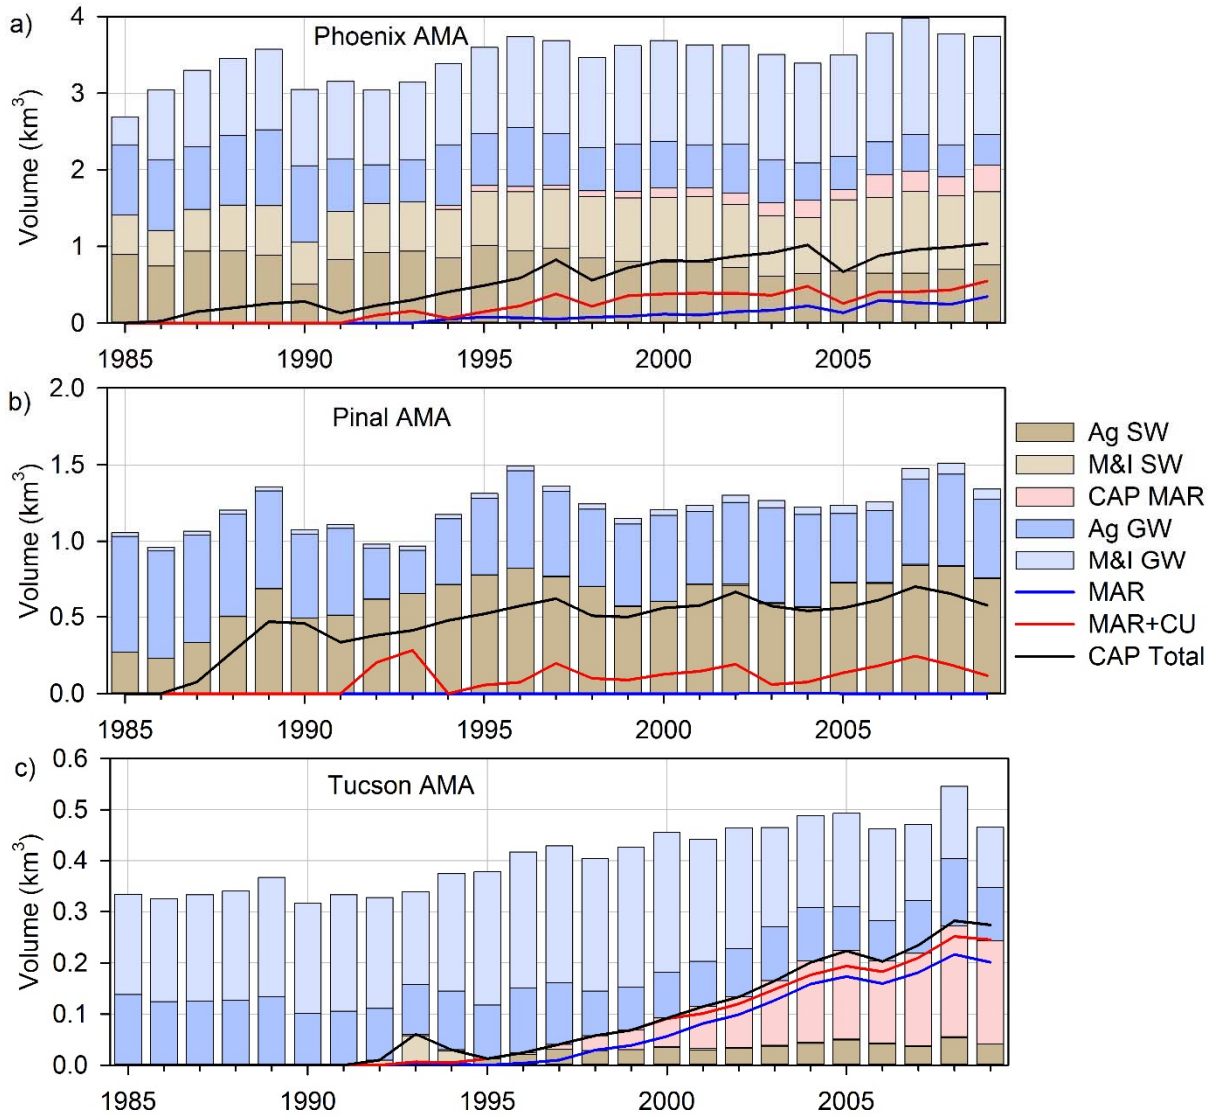 a)
Phoenix AMA
Volume (km³)
4
3
2
1
0
1985
1990
1995
2000
2005
b)
Pinal AMA
Volume (km³)
2.0
1.5
1.0
0.5
0.0
1985
1990
1995
2000
2005
Ag SW
M&I SW
CAP MAR
Ag GW
M&I GW
MAR
MAR+CU
CAP Total
c)
Tucson AMA
Volume (km³)
0.6
0.5
0.4
0.3
0.2
0.1
0.0
1985
1990
1995
2000
2005